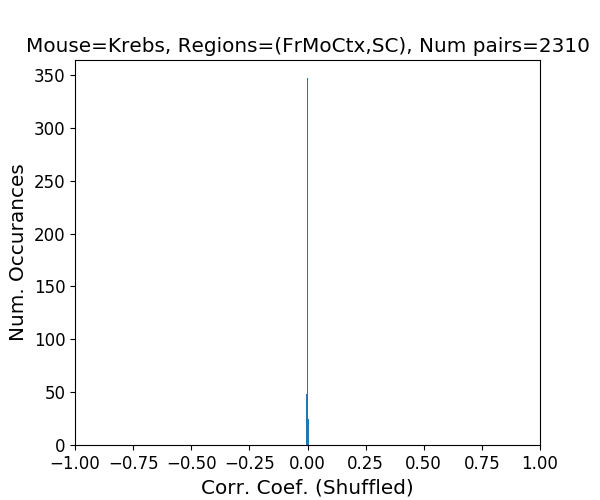 Mouse=Krebs, Regions=(FrMoCtx,SC), Num pairs=2310
350
300
250
200
150
100
50
0
Num. Occurances
−1.00 −0.75 −0.50 −0.25 0.00 0.25 0.50 0.75 1.00
Corr. Coef. (Shuffled)